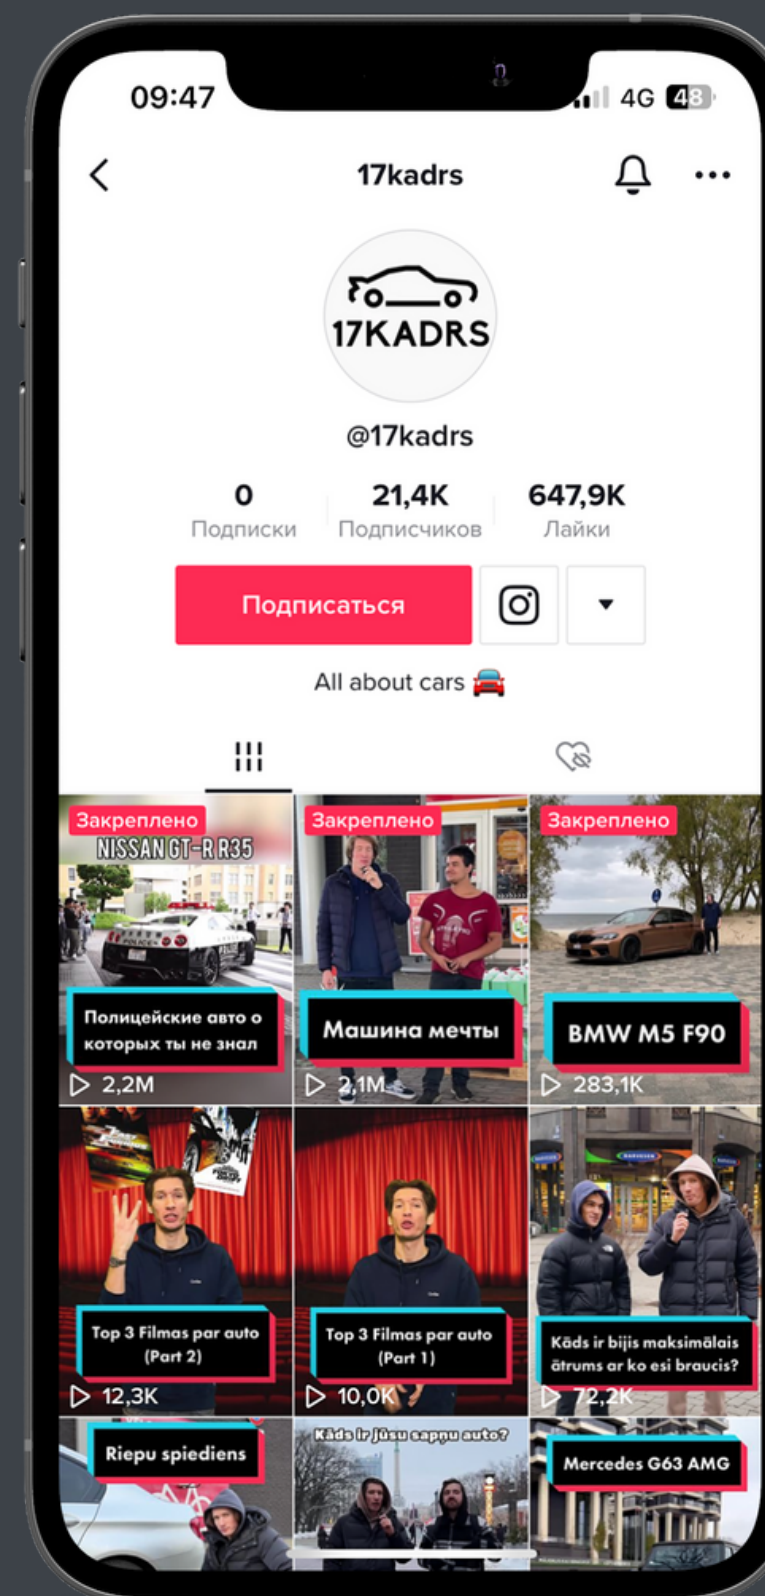 09:47
4G 48
17kadrs
17KADRS
@17kadrs
0 21,4K 647,9K
Подписки Подписчиков Лайки
Подписаться
All about cars
Закреплено Закреплено Закреплено
NISSAN GT-R R35
POLICE
Полицейские авто о
которых ты не знал
Машина мечты
BMW M5 F90
2,2M 2,1M 283,1K
Top 3 Filmas par auto
(Part 2)
Top 3 Filmas par auto
(Part 1)
Kāds ir bijis maksimālais
ātrums ar ko esi braucis?
12,3K 10,0K 72,2K
Riepu spiediens
Kāds ir jūsu sapņu auto?
Mercedes G63 AMG